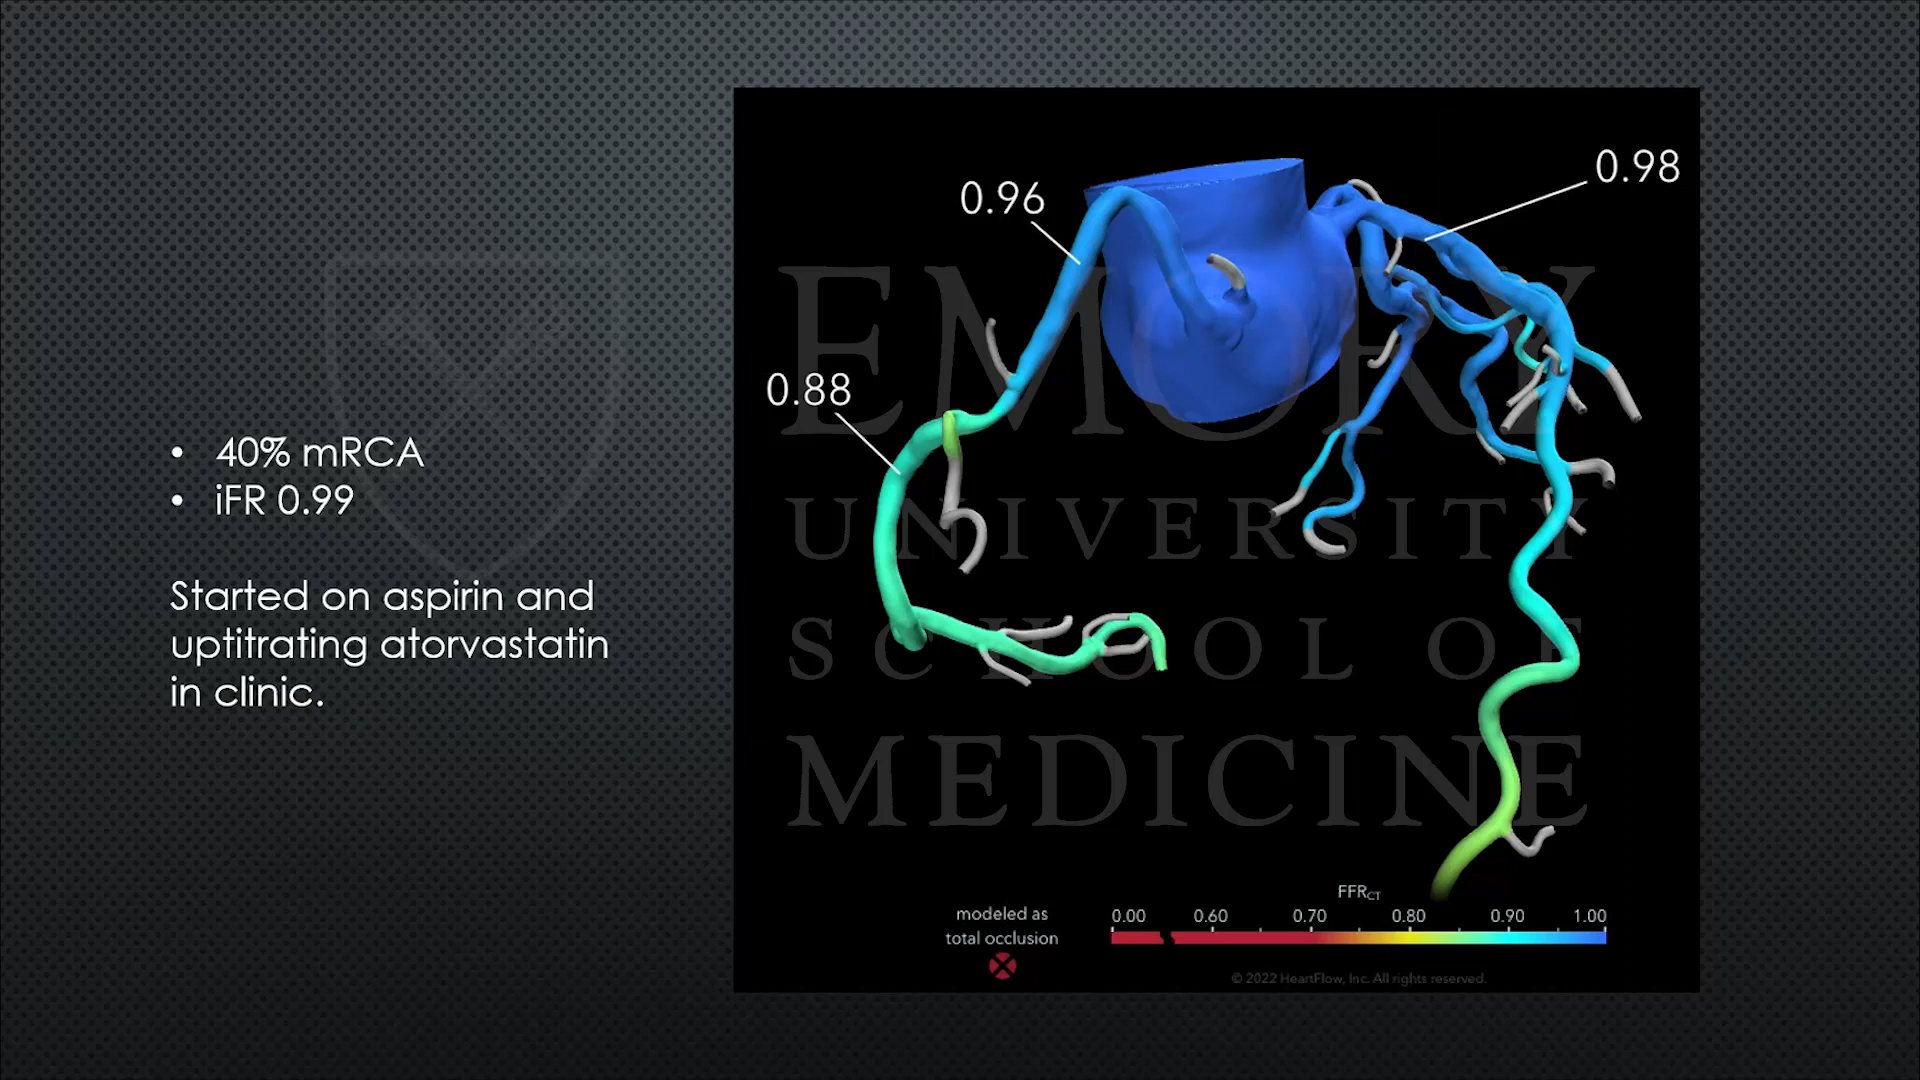 • 40% mRCA
• iFR 0.99
Started on aspirin and
uptitrating atorvastatin
in clinic.
0.96
0.98
0.88
EMORY
UNIVERSITY
SCHOOL OF
MEDICINE
modeled as
total occlusion
FFRCT
0.00 0.60 0.70 0.80 0.90 1.00
© 2022 HeartFlow, Inc. All rights reserved.